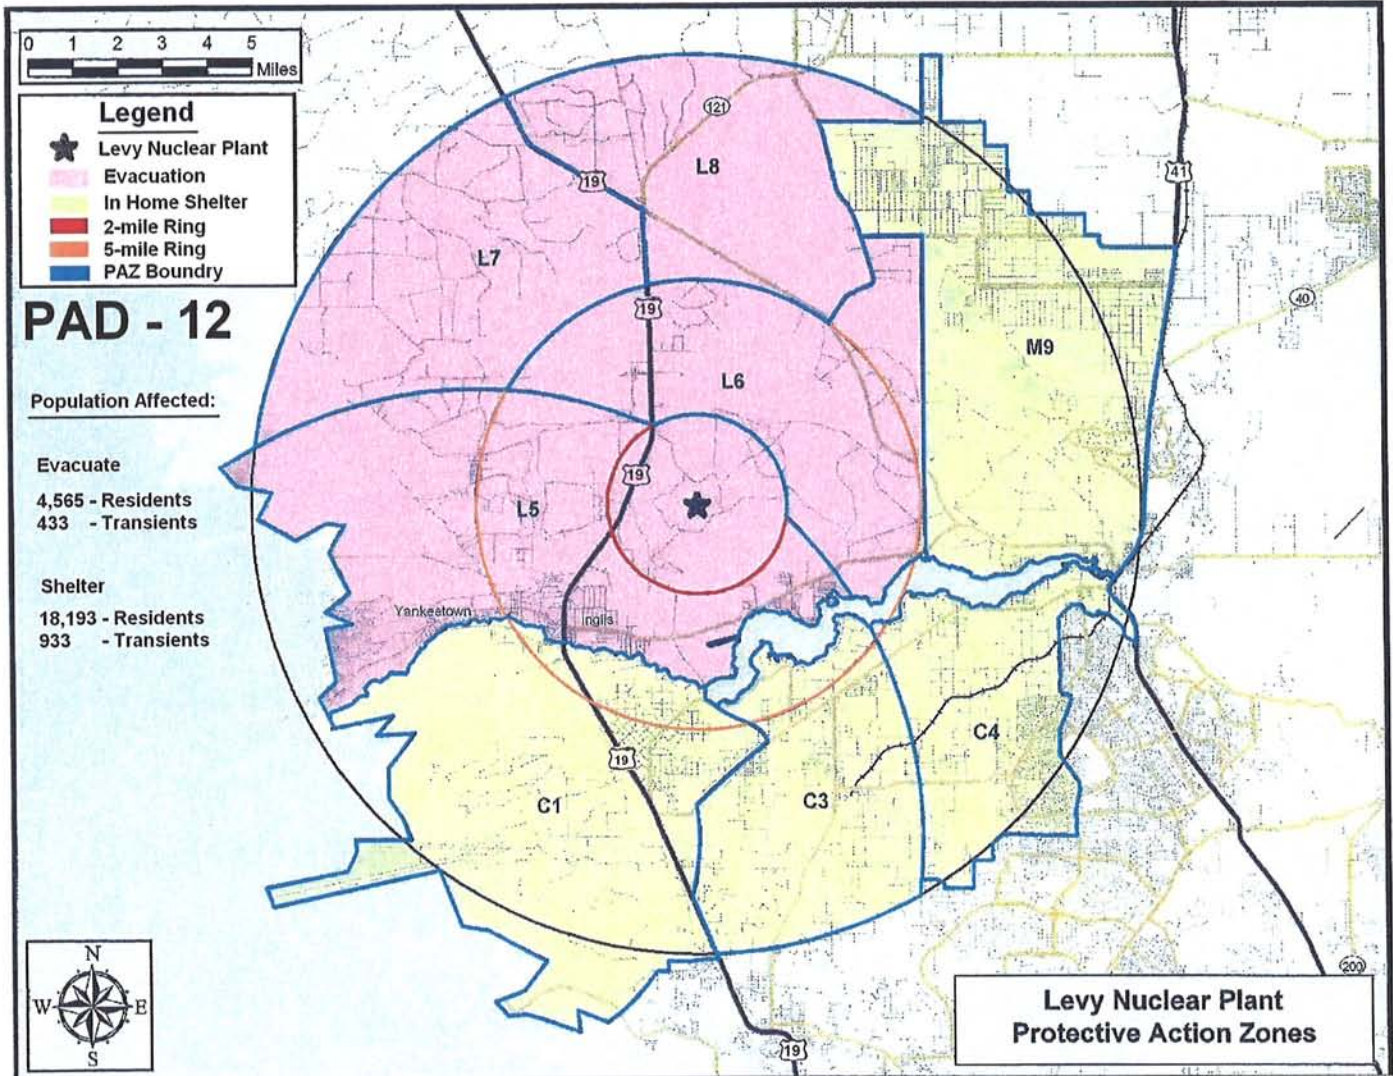 0 1 2 3 4 5
Miles
Legend
Levy Nuclear Plant
Evacuation
In Home Shelter
2-mile Ring
5-mile Ring
PAZ Boundry
PAD - 12
Population Affected:
Evacuate
4,565 - Residents
433 - Transients
Shelter
18,193 - Residents
933 - Transients
121
L8
19
41
L7
19
40
M9
L6
19
L5
Yankeetown
Inglis
C4
19
C3
C1
200
19
N
W E
S
Levy Nuclear Plant
Protective Action Zones